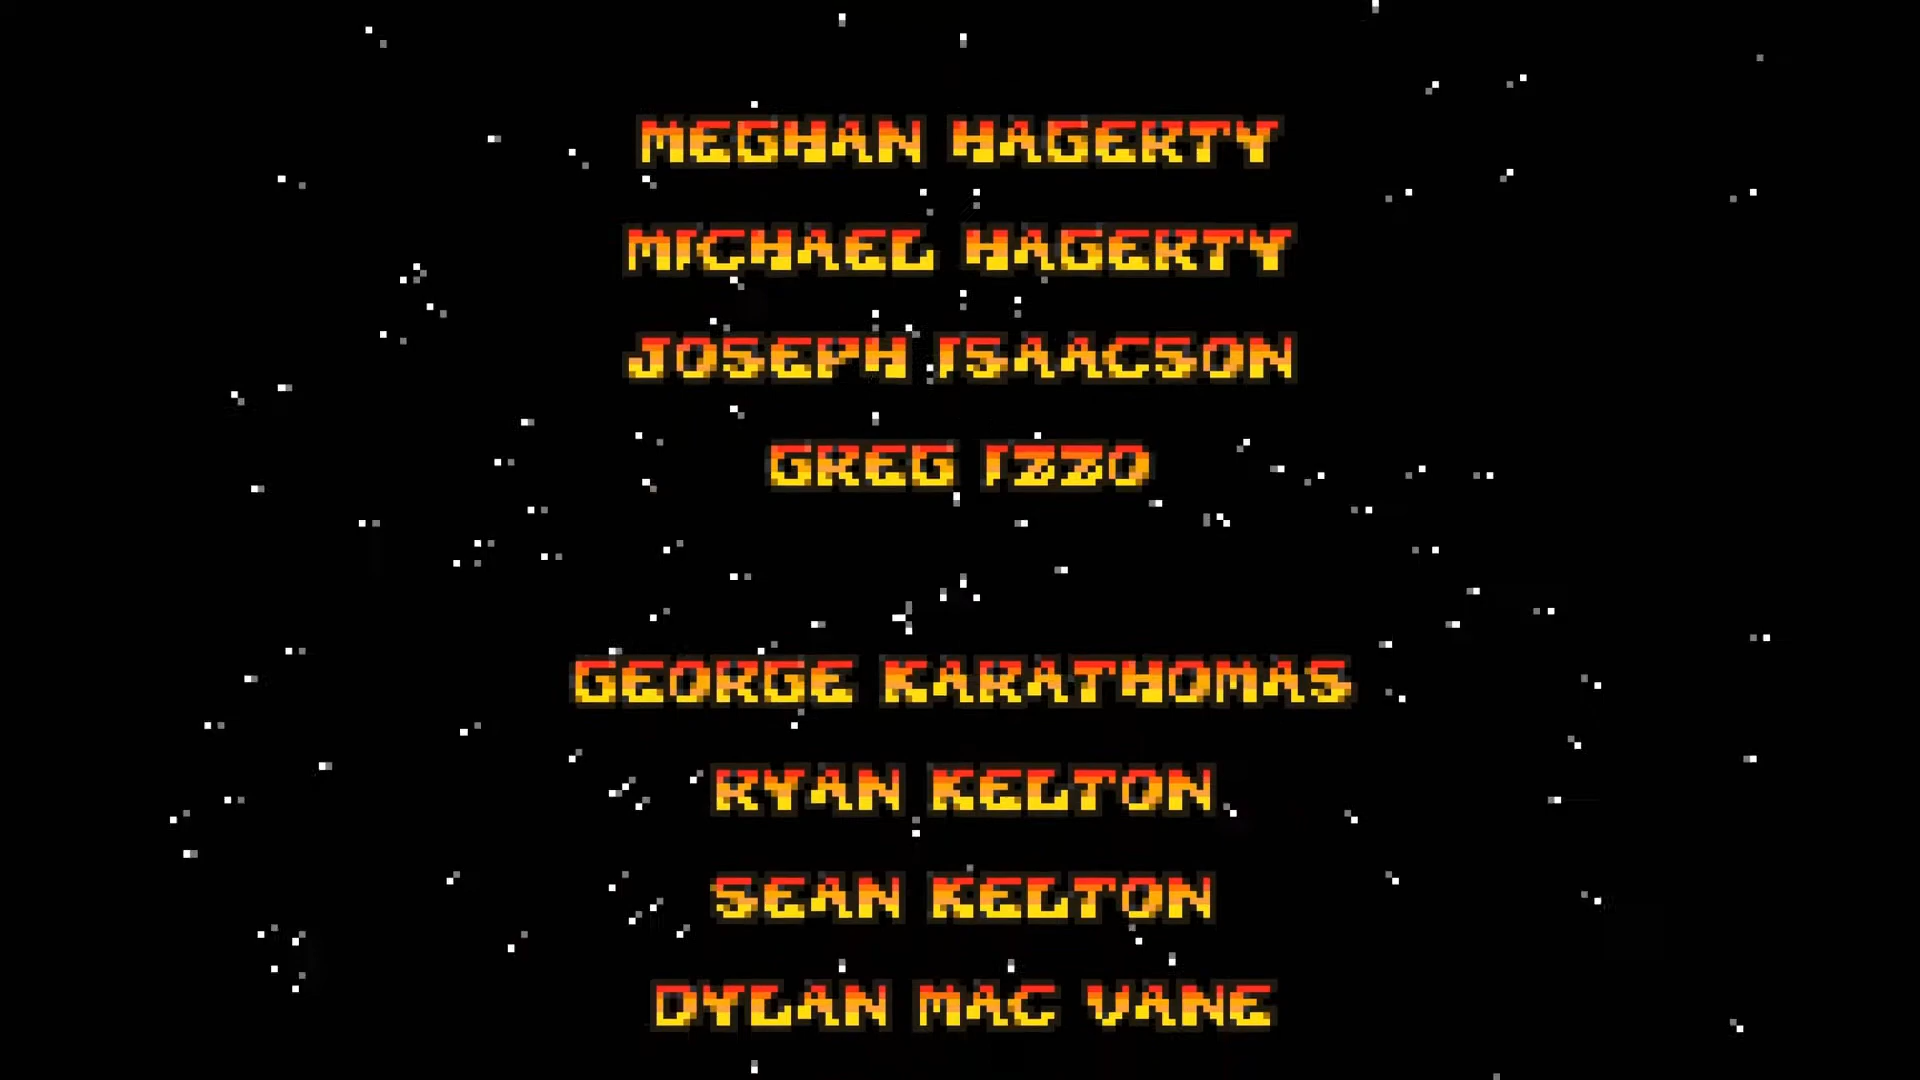 MEGHAN HAGERTY
MICHAEL HAGERTY
JOSEPH ISAACSON
GREG IZZO
GEORGE KARATHOMAS
RYAN KELTON
SEAN KELTON
DYLAN MAC VANE